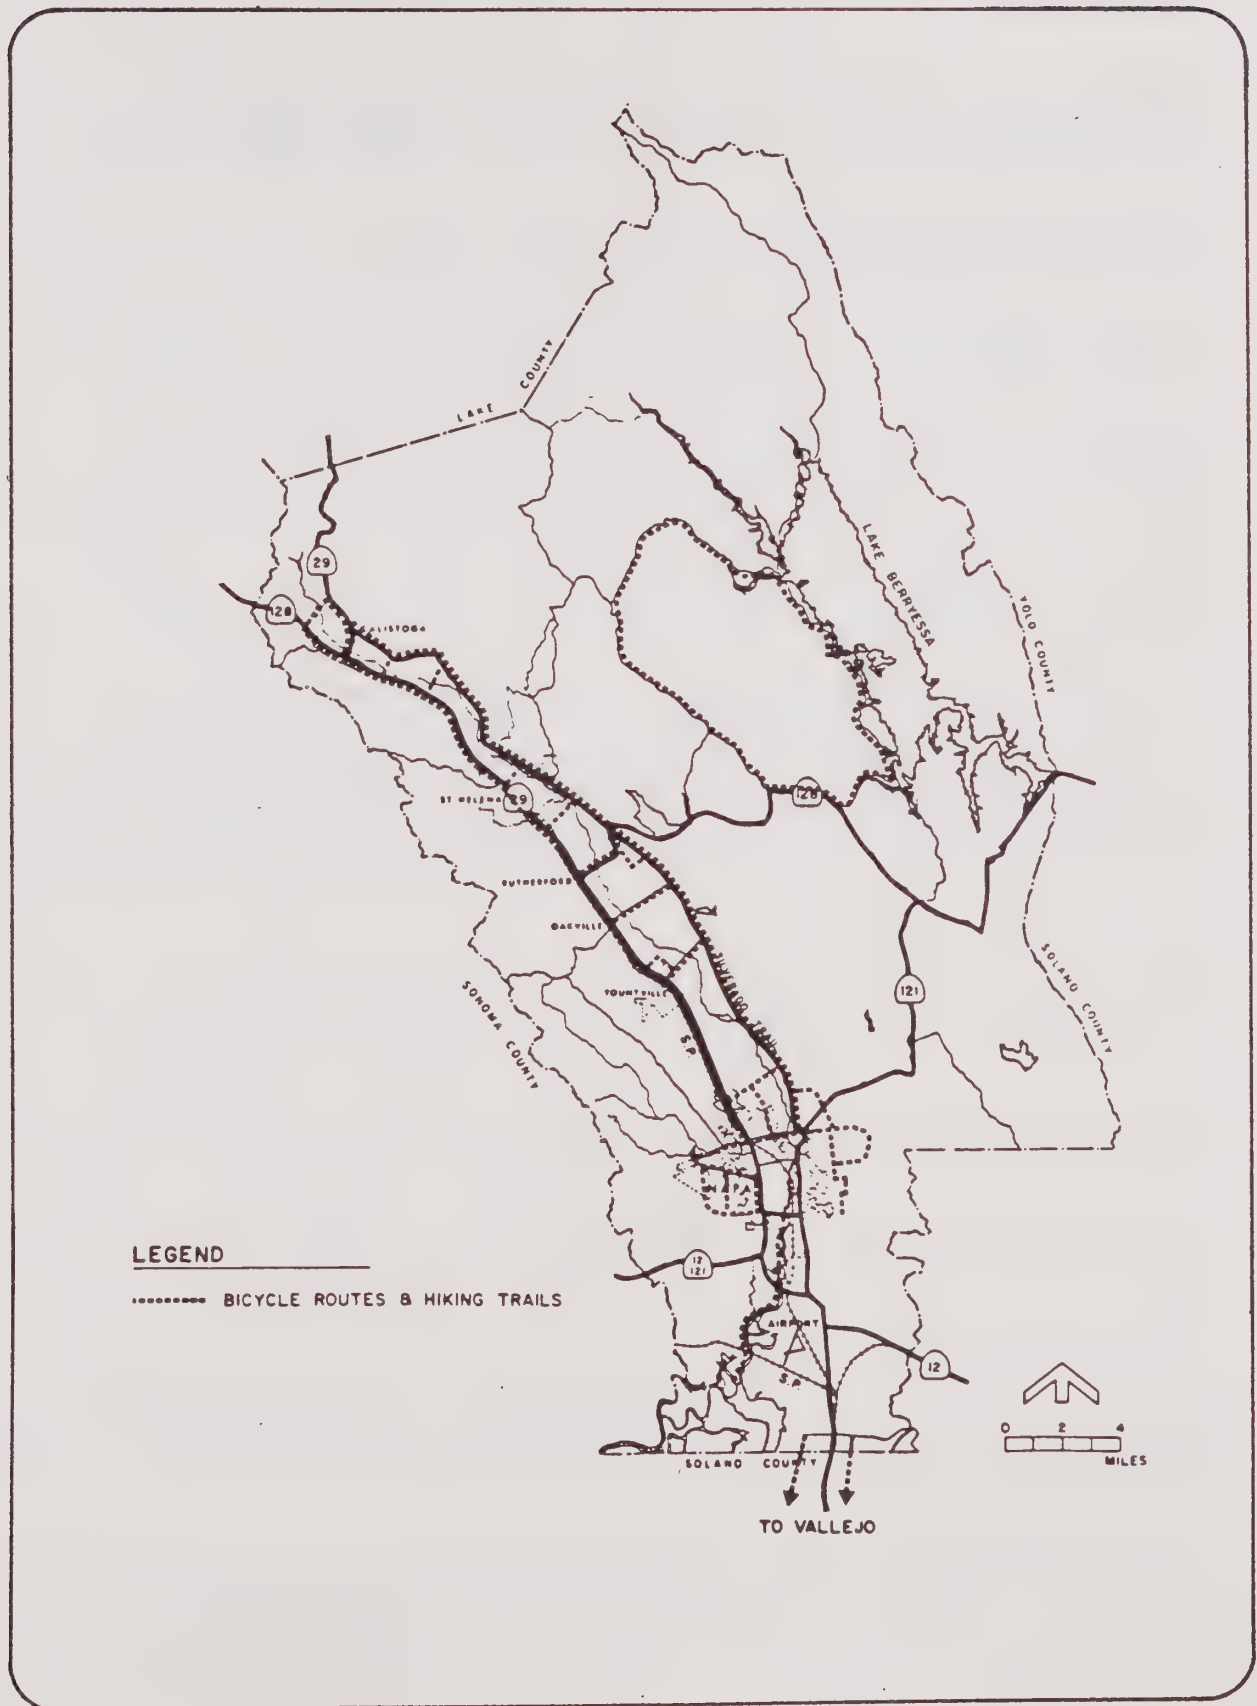 LAKE COUNTY
29
128
CALISTOGA
LAKE BERRYESSA
YOLO COUNTY
ST HELENA
29
128
RUTHERFORD
OAKVILLE
YOUNTVILLE
SILVERADO TRAIL
121
SOLANO COUNTY
SONOMA COUNTY
S.P.
NAPA
LEGEND
BICYCLE ROUTES & HIKING TRAILS
12
121
AIRPORT
S.P.
12
0 2 4
MILES
SOLANO COUNTY
TO VALLEJO